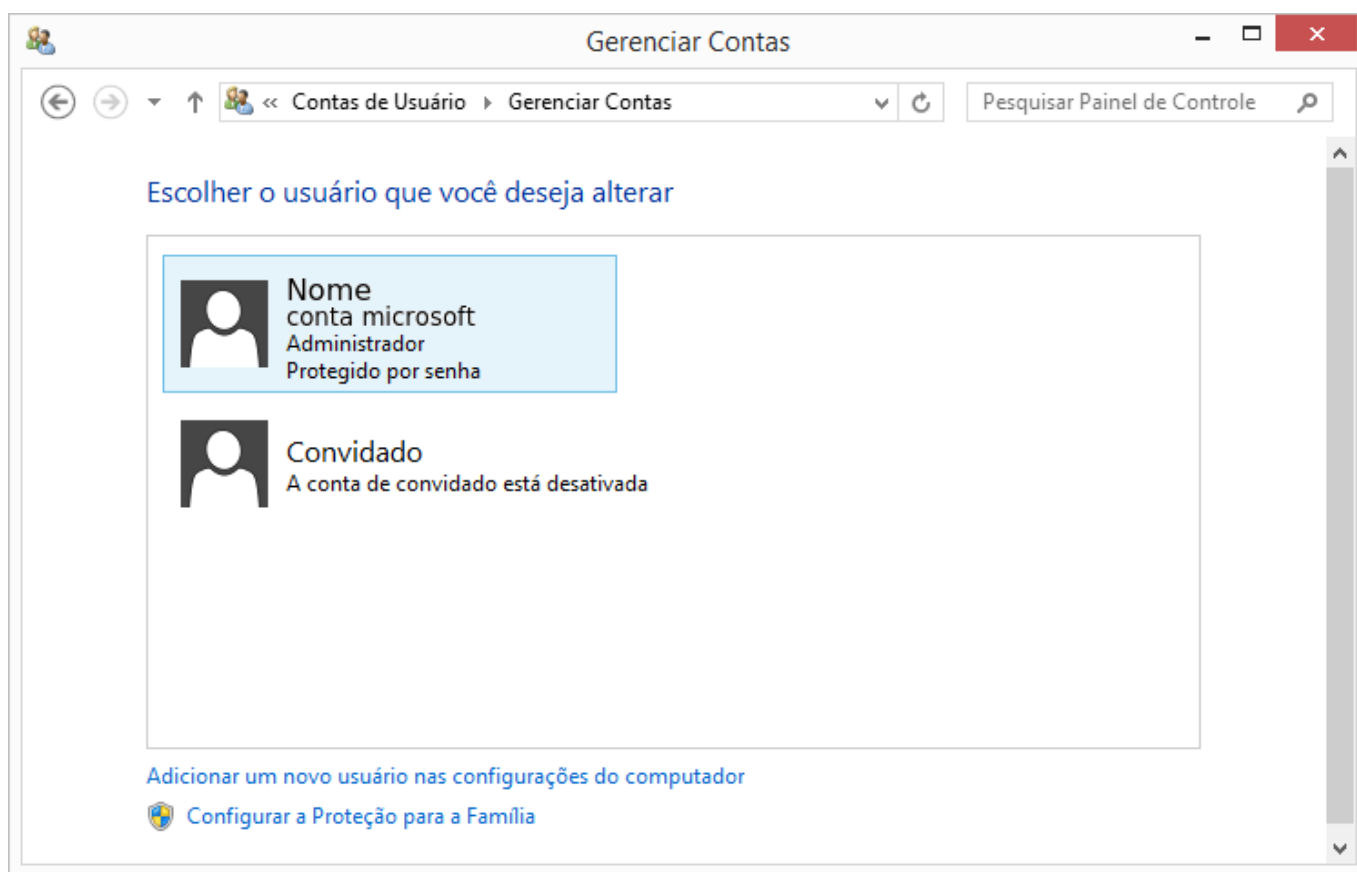 Gerenciar Contas
« Contas de Usuário ▸ Gerenciar Contas
Pesquisar Painel de Controle
Escolher o usuário que você deseja alterar
Nome
conta microsoft
Administrador
Protegido por senha
Convidado
A conta de convidado está desativada
Adicionar um novo usuário nas configurações do computador
Configurar a Proteção para a Família